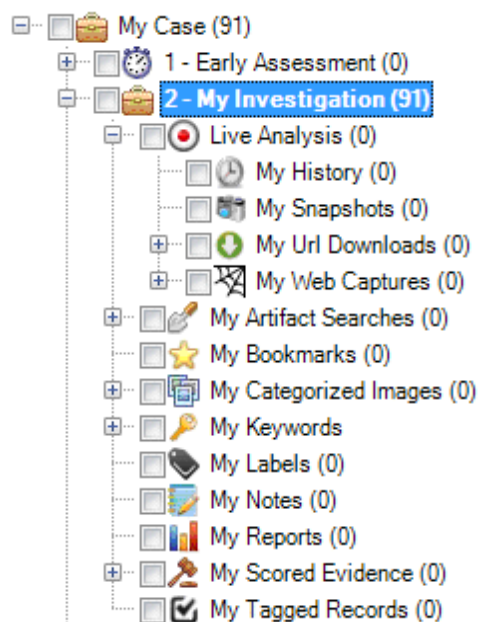 My Case (91)
1 - Early Assessment (0)
2 - My Investigation (91)
Live Analysis (0)
My History (0)
My Snapshots (0)
My Url Downloads (0)
My Web Captures (0)
My Artifact Searches (0)
My Bookmarks (0)
My Categorized Images (0)
My Keywords
My Labels (0)
My Notes (0)
My Reports (0)
My Scored Evidence (0)
My Tagged Records (0)